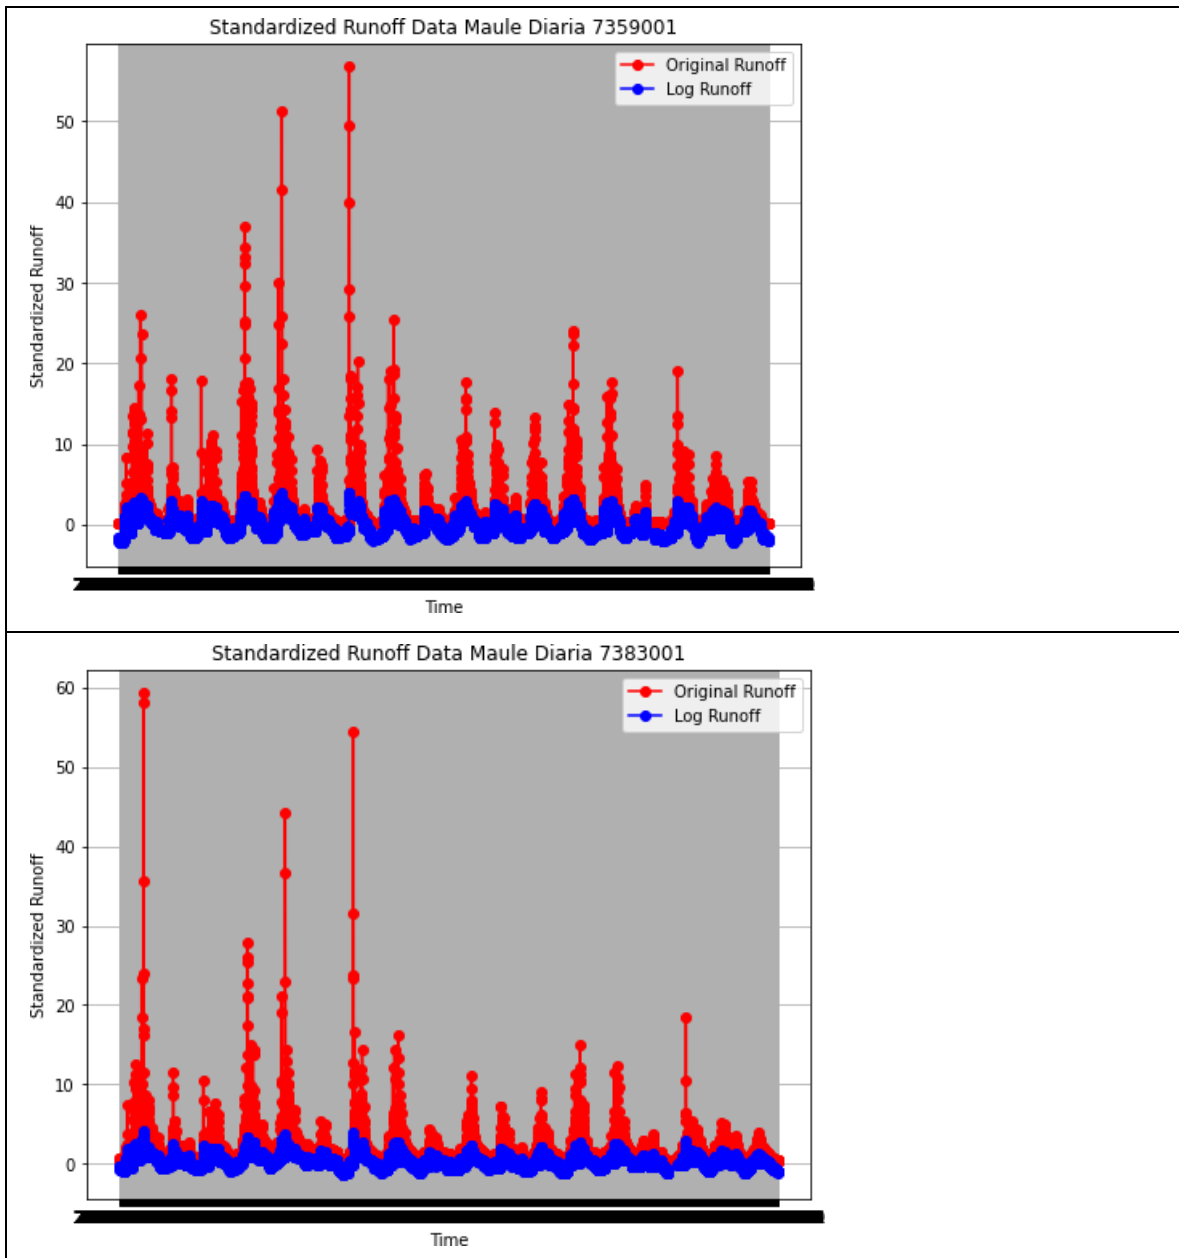 Standardized Runoff Data Maule Diaria 7359001
Original Runoff
Log Runoff
50
40
30
20
10
0
Standardized Runoff
Time
Standardized Runoff Data Maule Diaria 7383001
Original Runoff
Log Runoff
60
50
40
30
20
10
0
Standardized Runoff
Time